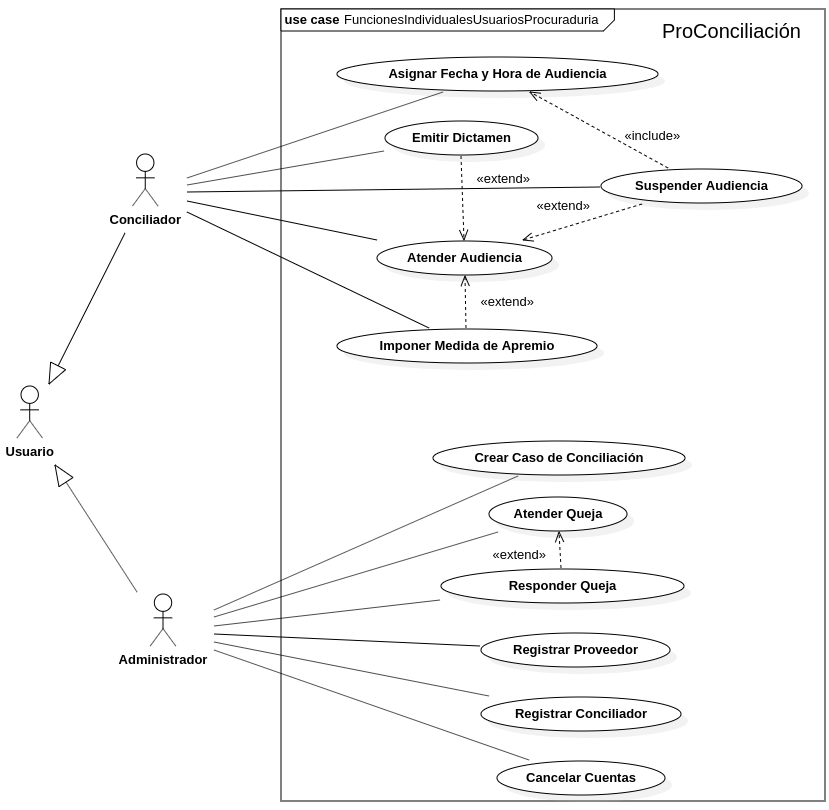 use case FuncionesIndividualesUsuariosProcuraduria
ProConciliación
Asignar Fecha y Hora de Audiencia
«include»
Emitir Dictamen
«extend»
Suspender Audiencia
«extend»
Conciliador
Atender Audiencia
«extend»
Imponer Medida de Apremio
Usuario
Crear Caso de Conciliación
Atender Queja
«extend»
Responder Queja
Registrar Proveedor
Administrador
Registrar Conciliador
Cancelar Cuentas